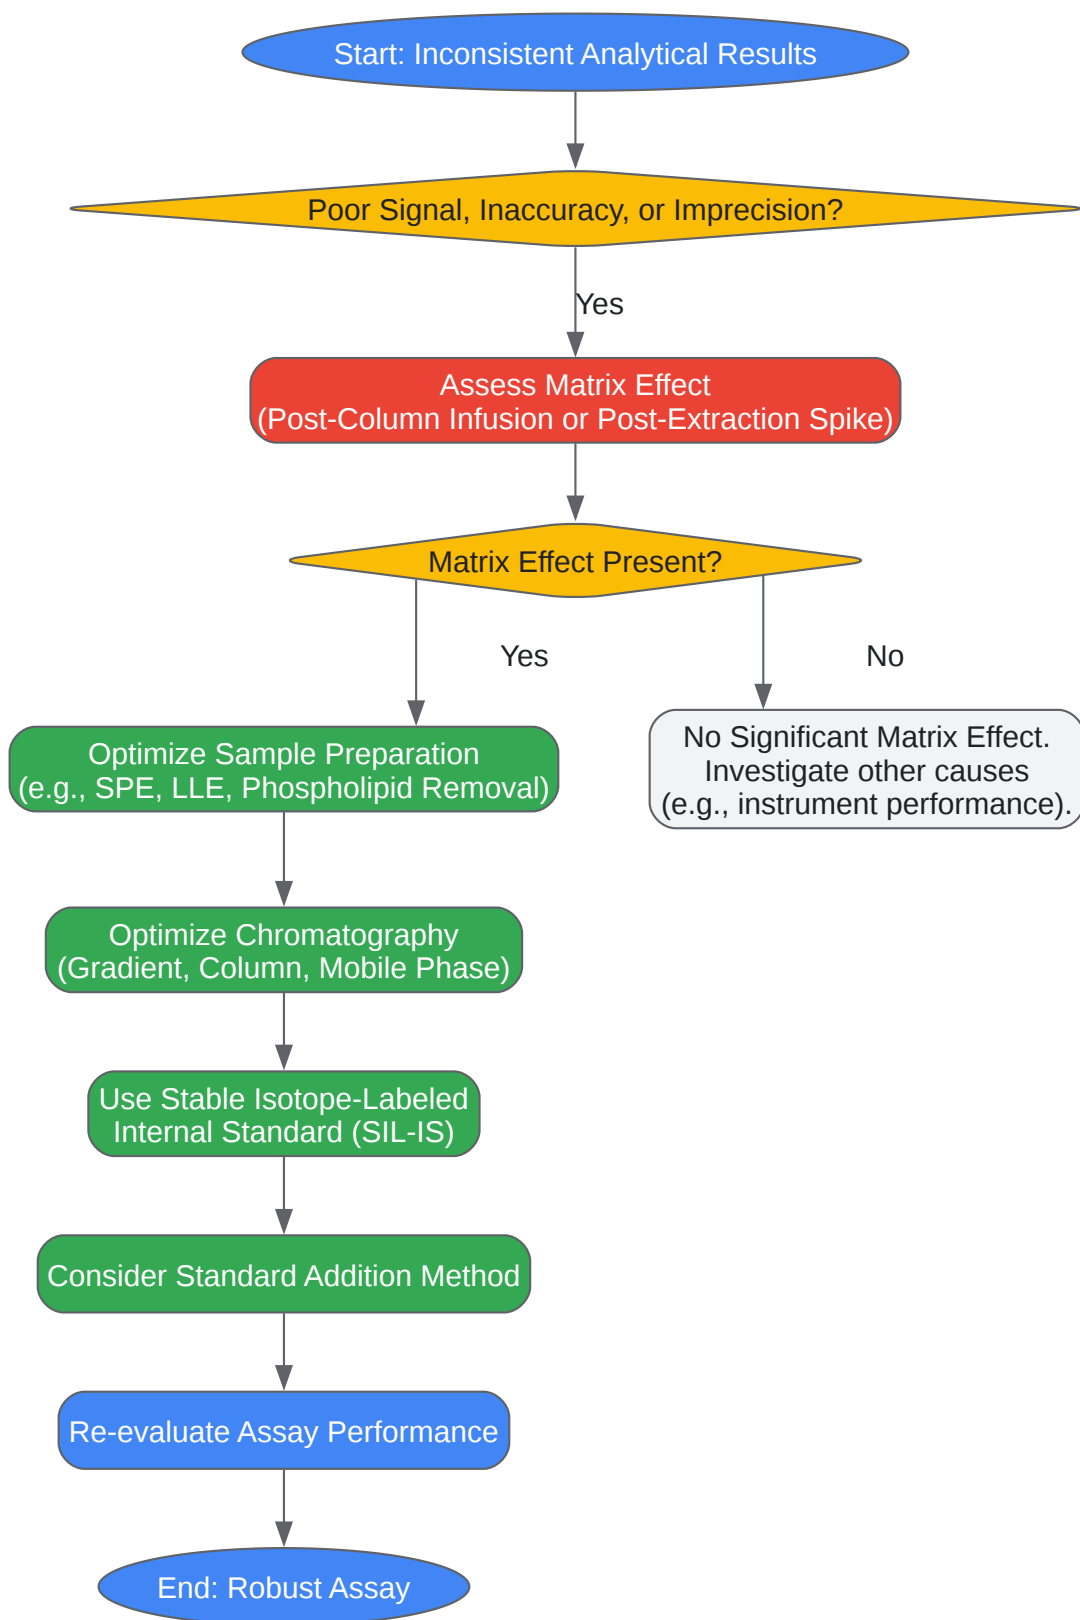 Start: Inconsistent Analytical Results
Poor Signal, Inaccuracy, or Imprecision?
Yes
Assess Matrix Effect
(Post-Column Infusion or Post-Extraction Spike)
Matrix Effect Present?
Yes
No
Optimize Sample Preparation
(e.g., SPE, LLE, Phospholipid Removal)
No Significant Matrix Effect.
Investigate other causes
(e.g., instrument performance).
Optimize Chromatography
(Gradient, Column, Mobile Phase)
Use Stable Isotope-Labeled
Internal Standard (SIL-IS)
Consider Standard Addition Method
Re-evaluate Assay Performance
End: Robust Assay